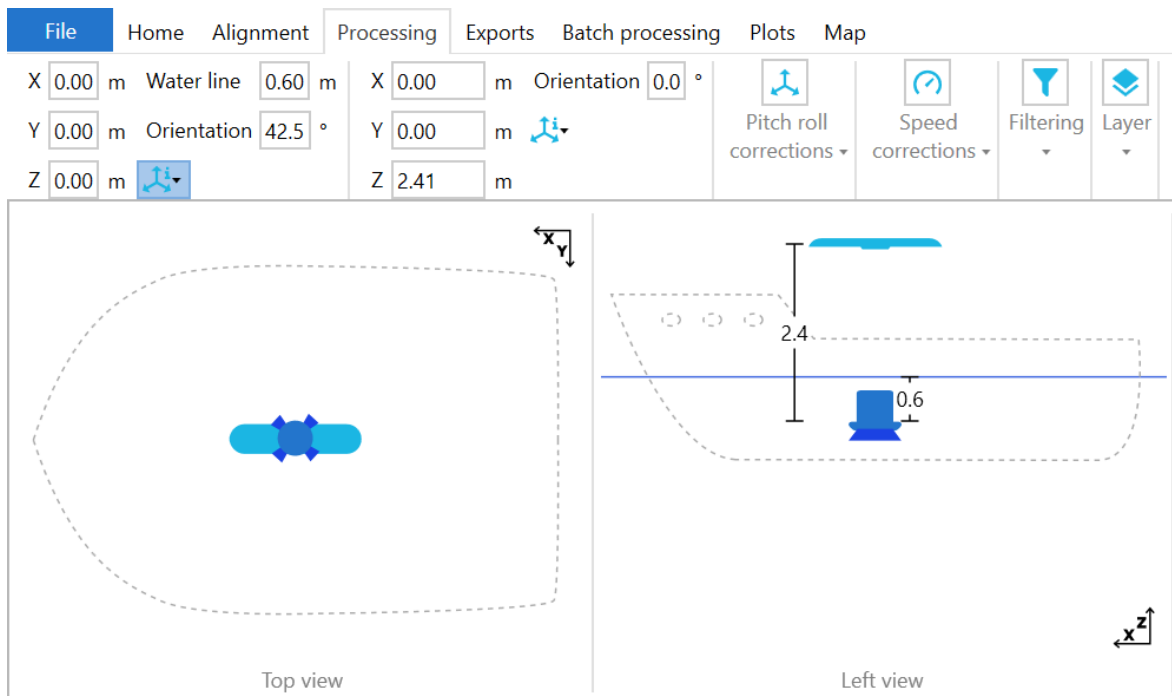 File Home Alignment Processing Exports Batch processing Plots Map
X 0.00 m Water line 0.60 m X 0.00 m Orientation 0.0 °
Y 0.00 m Orientation 42.5 ° Y 0.00 m
Z 0.00 m Z 2.41 m
Pitch roll corrections
Speed corrections
Filtering
Layer
X
Y
2.4
0.6
Z
X
Top view
Left view